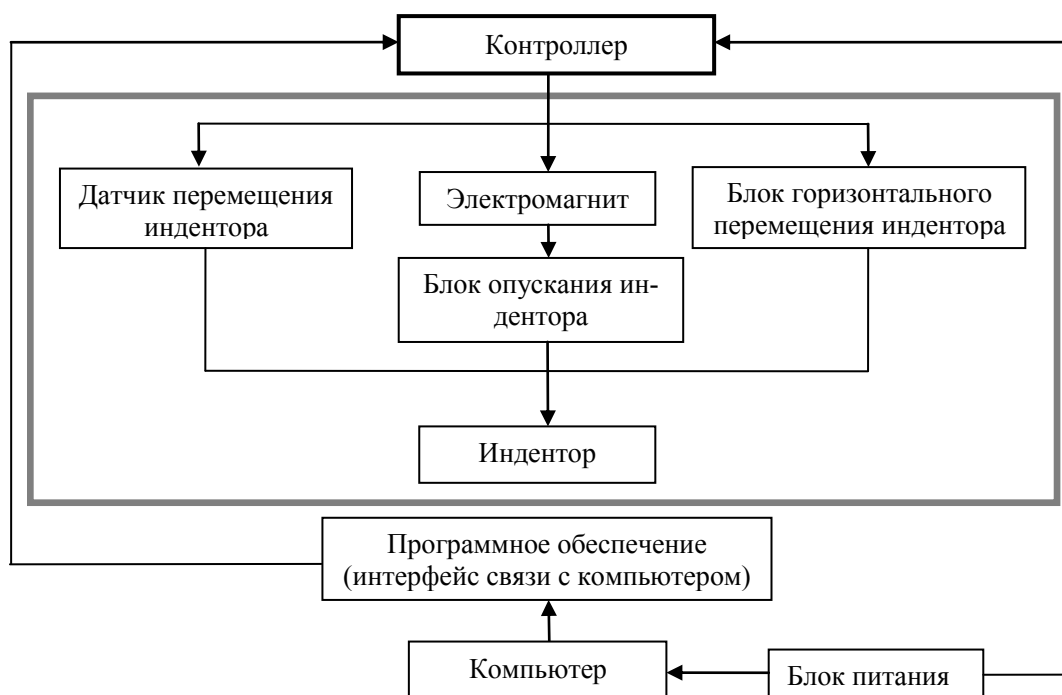 Контроллер
Датчик перемещения
индентора
Электромагнит
Блок горизонтального
перемещения индентора
Блок опускания ин-
дентора
Индентор
Программное обеспечение
(интерфейс связи с компьютером)
Компьютер
Блок питания